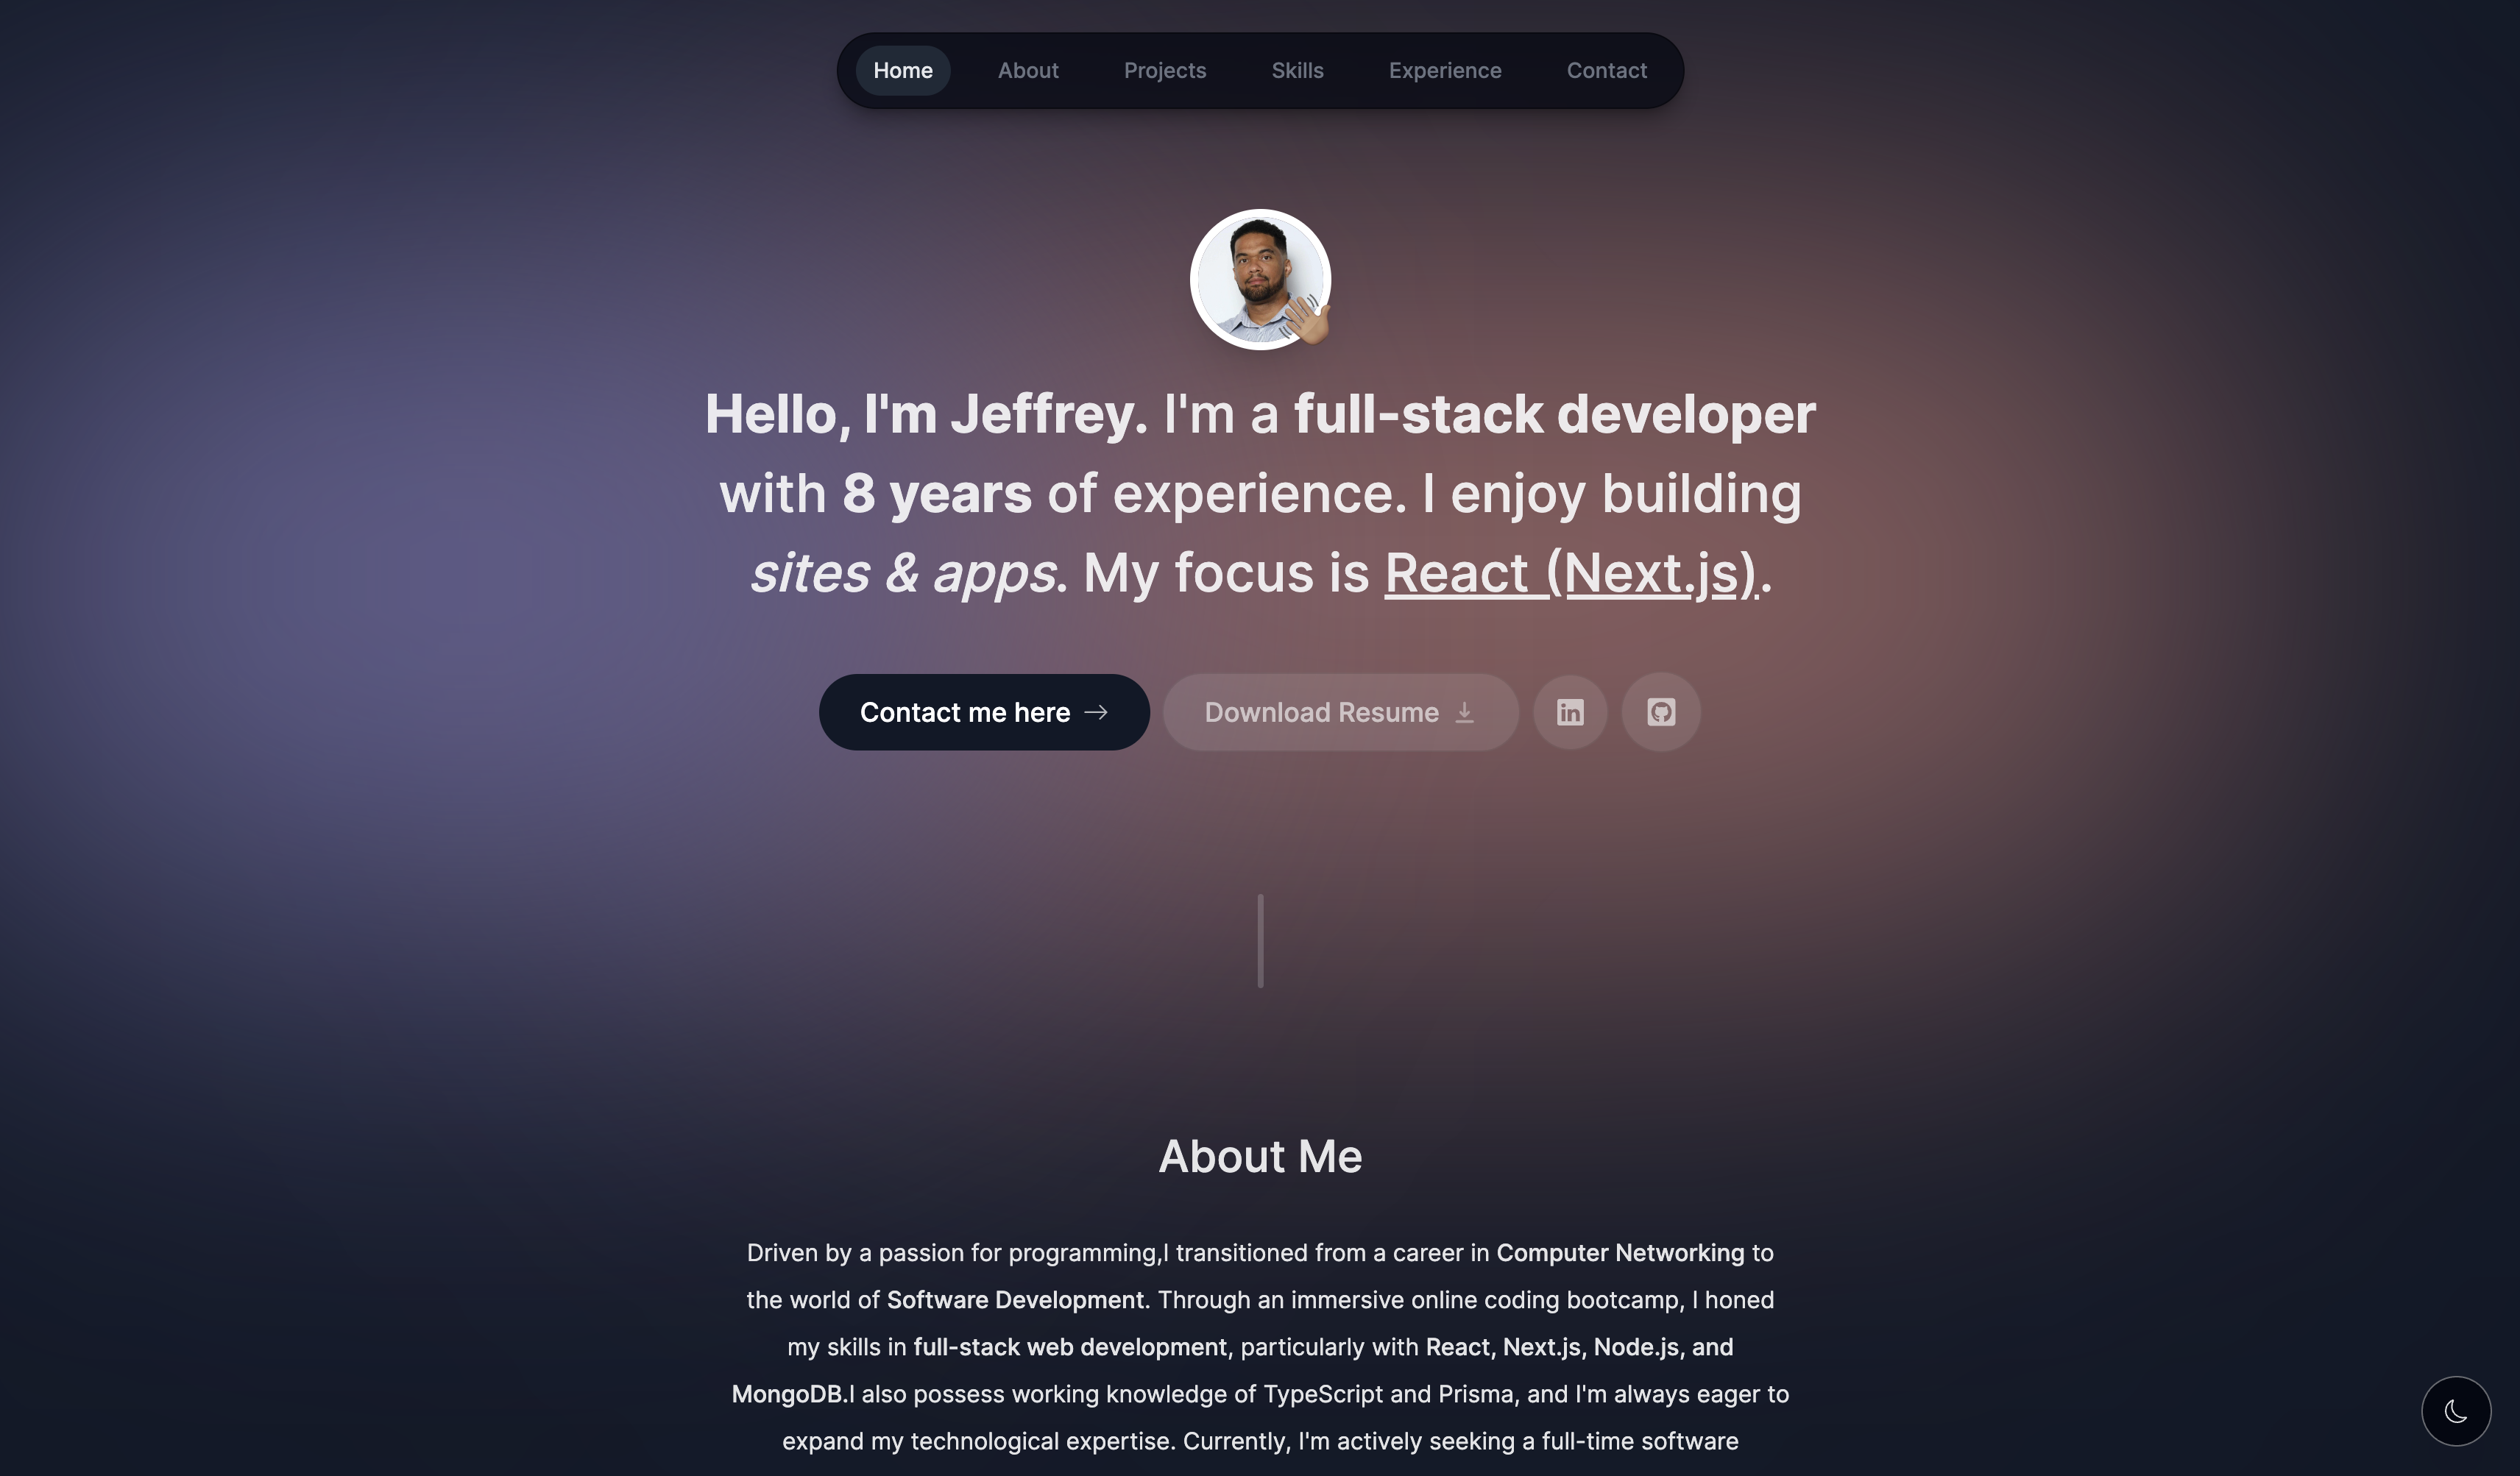 Home About Projects Skills Experience Contact
Hello, I'm Jeffrey. I'm a full-stack developer
with 8 years of experience. I enjoy building
sites & apps. My focus is React (Next.js).
Contact me here → Download Resume in
About Me
Driven by a passion for programming,I transitioned from a career in Computer Networking to
the world of Software Development. Through an immersive online coding bootcamp, I honed
my skills in full-stack web development, particularly with React, Next.js, Node.js, and
MongoDB.I also possess working knowledge of TypeScript and Prisma, and I'm always eager to
expand my technological expertise. Currently, I'm actively seeking a full-time software